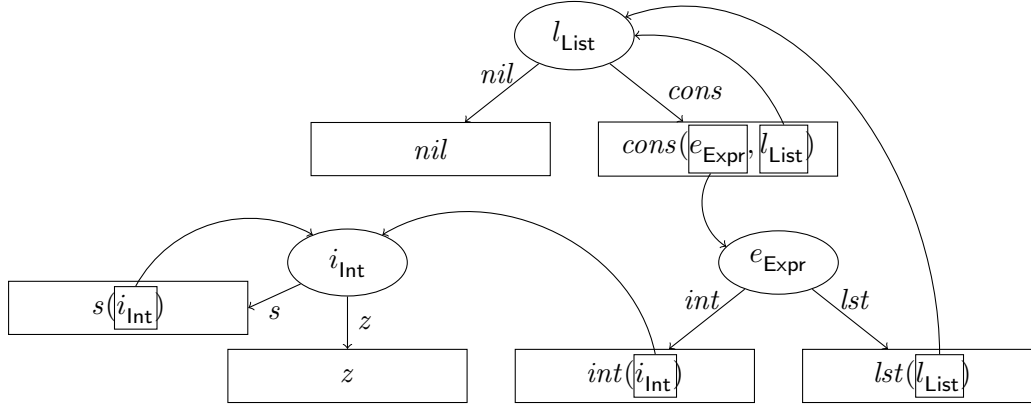 l_List
nil cons
nil cons(e_Expr, l_List)
i_Int e_Expr
s(i_Int) s z int lst
z int(i_Int) lst(l_List)